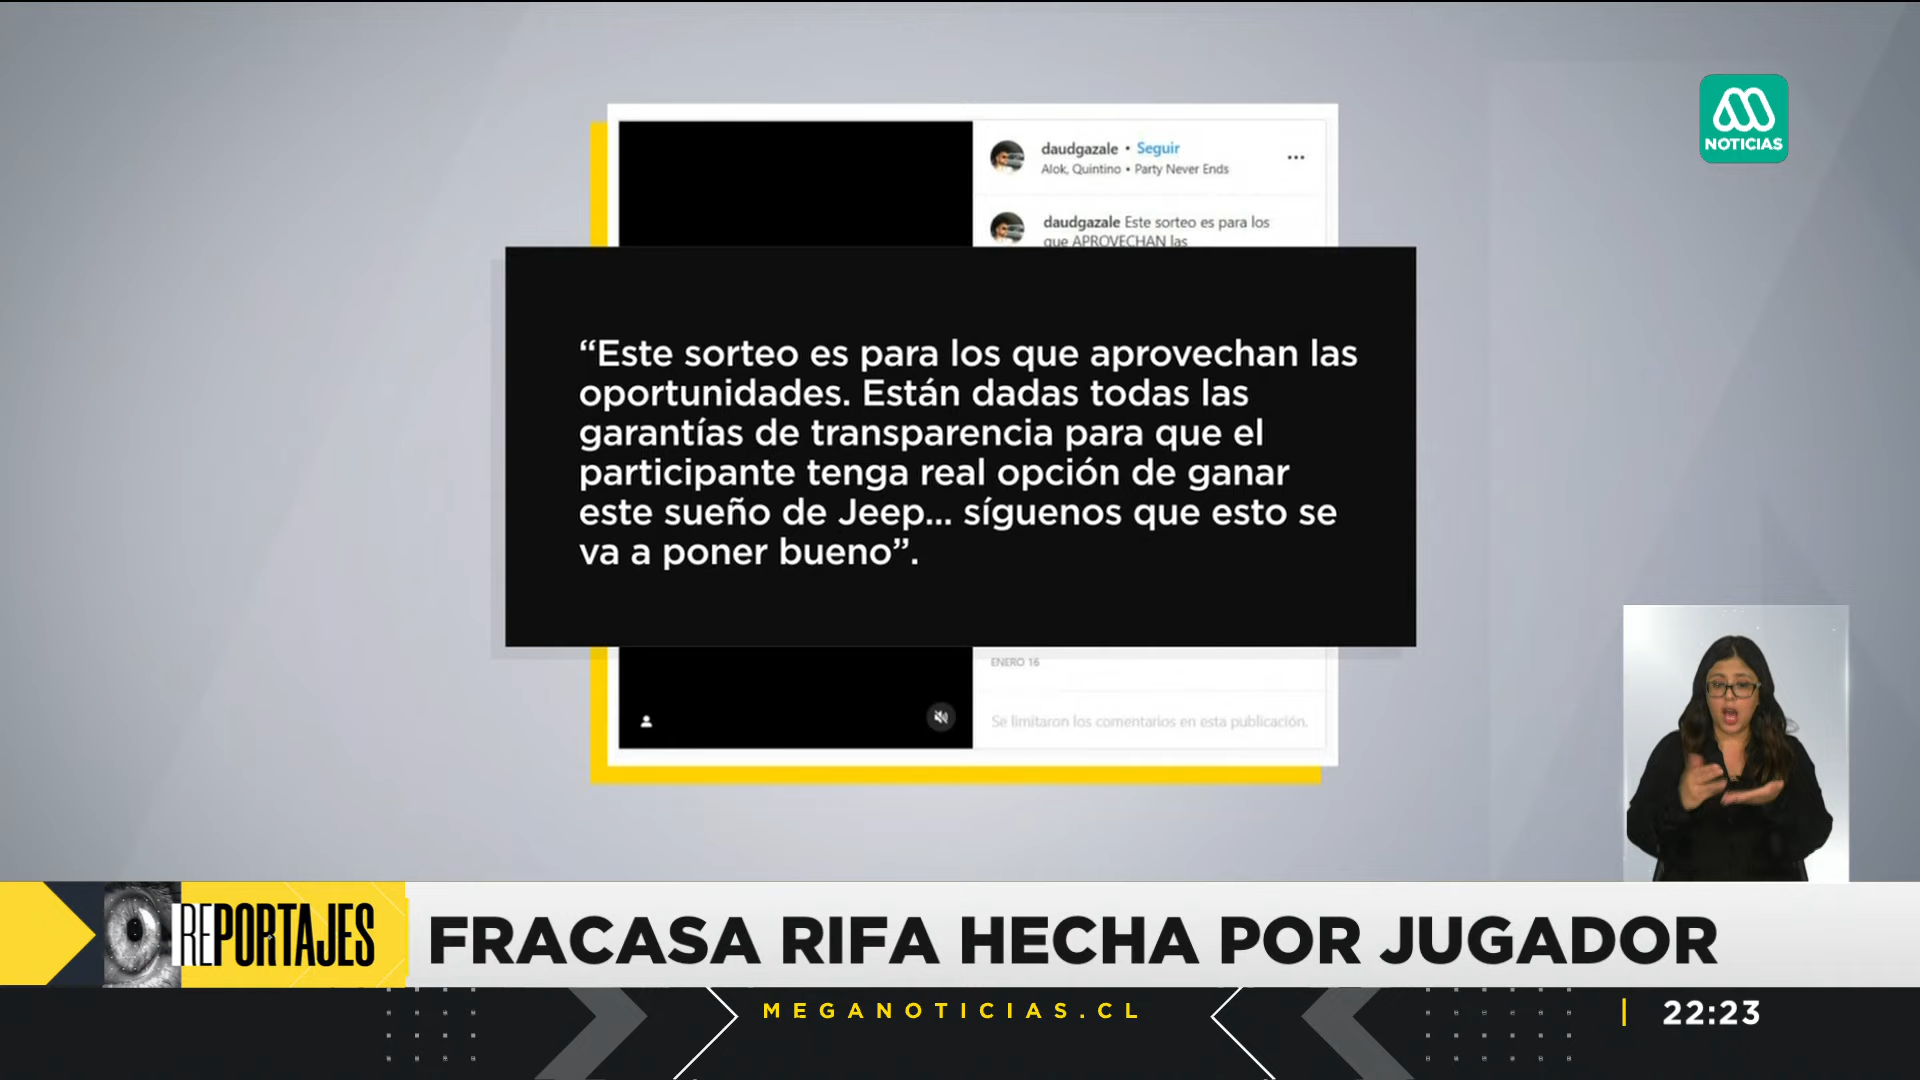 NOTICIAS
daudgazale • Seguir
Alok, Quintino • Party Never Ends
daudgazale Este sorteo es para los
que APROVECHAN las
“Este sorteo es para los que aprovechan las
oportunidades. Están dadas todas las
garantías de transparencia para que el
participante tenga real opción de ganar
este sueño de Jeep... síguenos que esto se
va a poner bueno”.
ENERO 16
Se limitaron los comentarios en esta publicación.
REPORTAJES
FRACASA RIFA HECHA POR JUGADOR
MEGANOTICIAS.CL
22:23